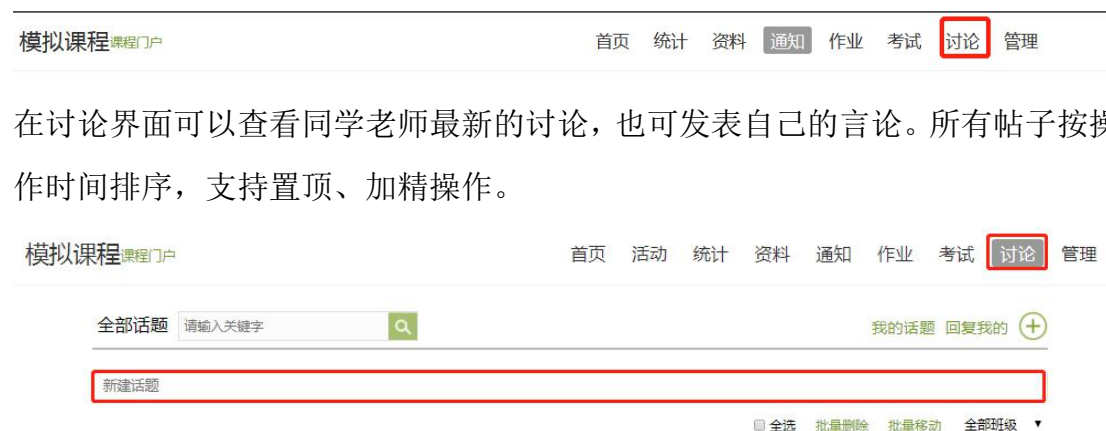 模拟课程课程门户 首页 统计 资料 通知 作业 考试 讨论 管理
在讨论界面可以查看同学老师最新的讨论，也可发表自己的言论。所有帖子按操
作时间排序，支持置顶、加精操作。
模拟课程课程门户 首页 活动 统计 资料 通知 作业 考试 讨论 管理
全部话题 请输入关键字 我的话题 回复我的
新建话题
全选 批量删除 批量移动 全部班级